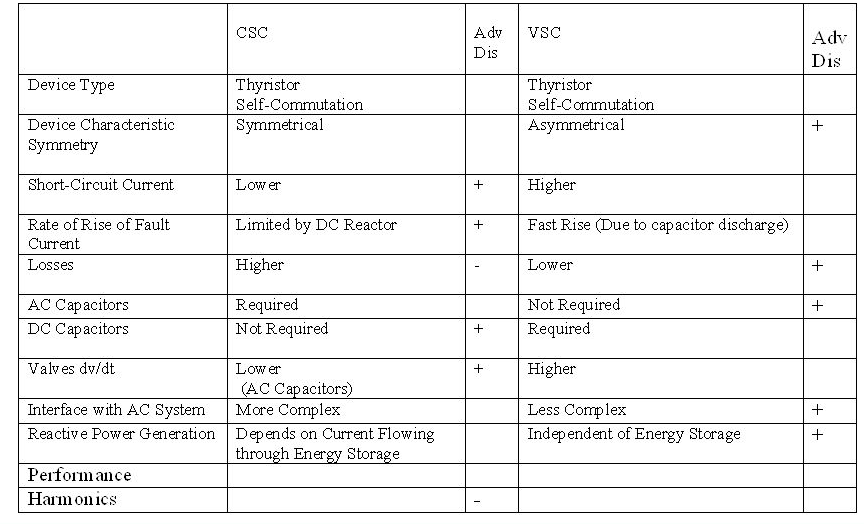 CSC Adv VSC Adv
Dis Dis
Device Type Thyristor Thyristor
Self-Commutation Self-Commutation
Device Characteristic Symmetrical Asymmetrical +
Symmetry
Short-Circuit Current Lower + Higher
Rate of Rise of Fault Limited by DC Reactor + Fast Rise (Due to capacitor discharge)
Current
Losses Higher - Lower +
AC Capacitors Required Not Required +
DC Capacitors Not Required + Required
Valves dv/dt Lower + Higher
(AC Capacitors)
Interface with AC System More Complex Less Complex +
Reactive Power Generation Depends on Current Flowing Independent of Energy Storage +
through Energy Storage
Performance
Harmonics -